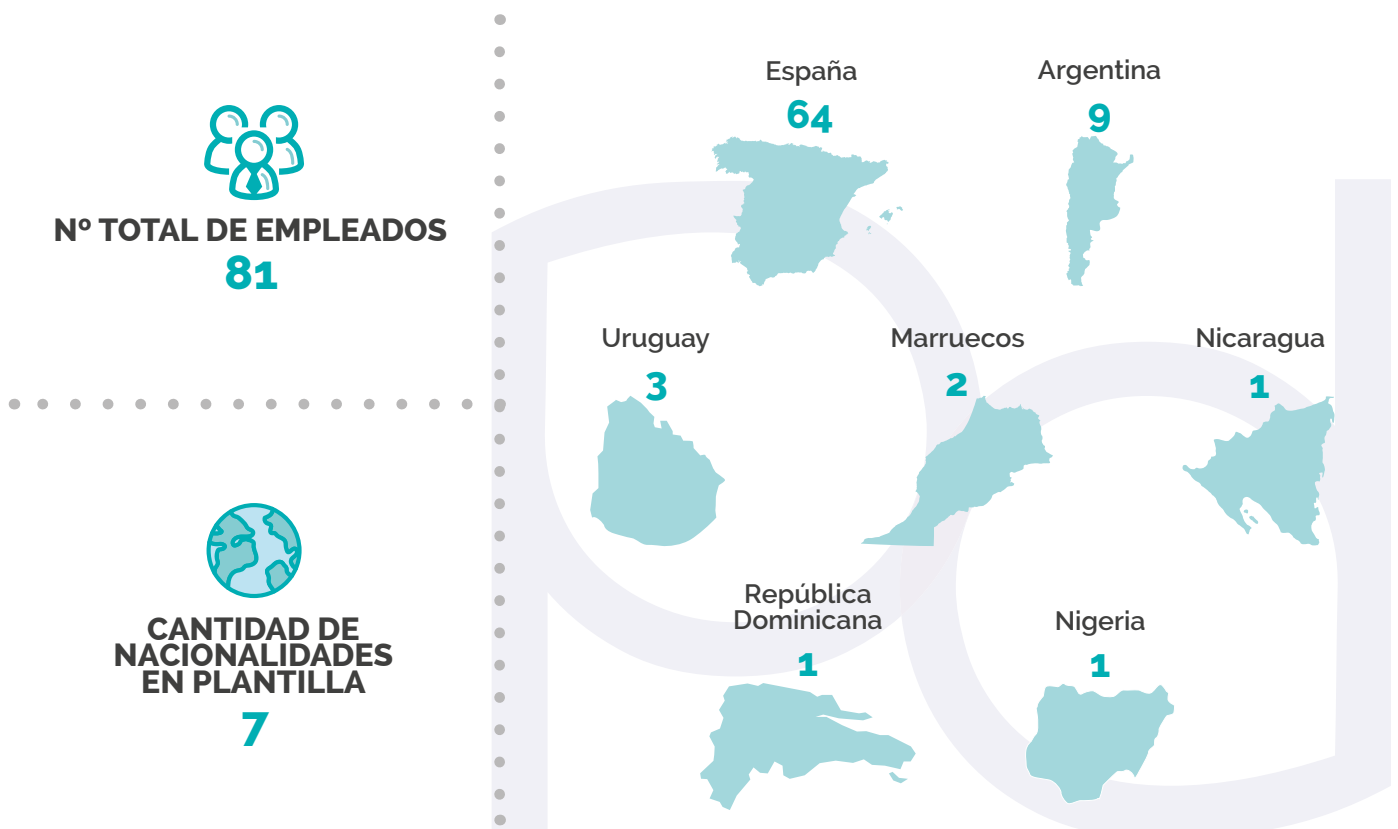 Nº TOTAL DE EMPLEADOS
81
CANTIDAD DE
NACIONALIDADES
EN PLANTILLA
7
España
64
Argentina
9
Uruguay
3
Marruecos
2
Nicaragua
1
República
Dominicana
1
Nigeria
1